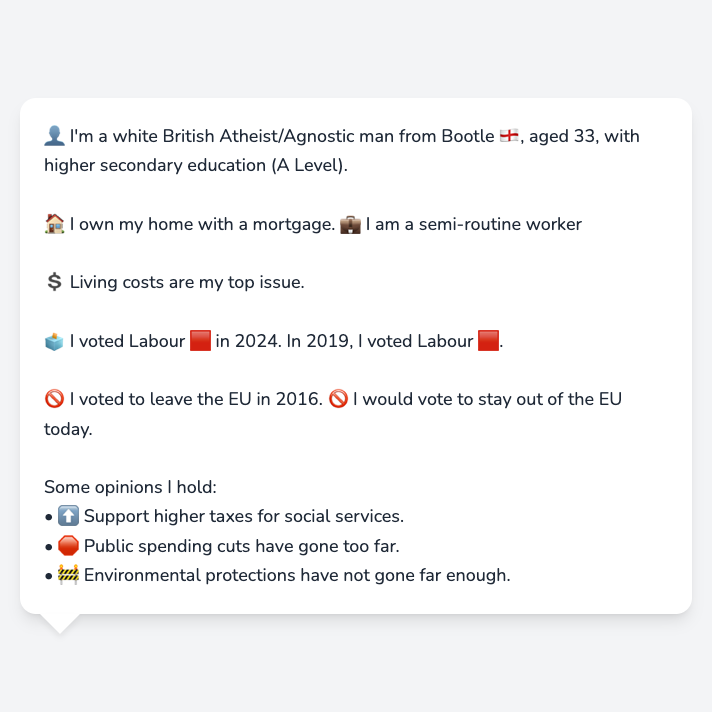 👤 I'm a white British Atheist/Agnostic man from Bootle 🏴󠁧󠁢󠁥󠁮󠁧󠁿, aged 33, with
higher secondary education (A Level).
🏠 I own my home with a mortgage. 💼 I am a semi-routine worker
💲 Living costs are my top issue.
🗳️ I voted Labour 🟥 in 2024. In 2019, I voted Labour 🟥.
🚫 I voted to leave the EU in 2016. 🚫 I would vote to stay out of the EU
today.
Some opinions I hold:
• ⬆️ Support higher taxes for social services.
• 🛑 Public spending cuts have gone too far.
• 🚧 Environmental protections have not gone far enough.